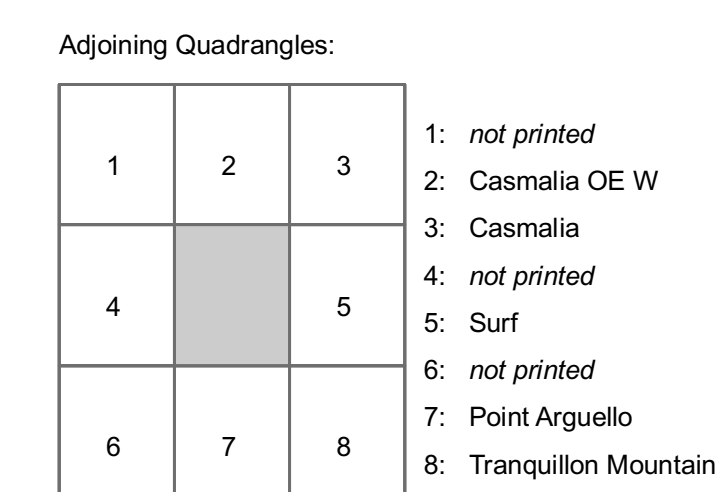 Adjoining Quadrangles:
1 2 3
4 5
6 7 8
1: not printed
2: Casmalia OE W
3: Casmalia
4: not printed
5: Surf
6: not printed
7: Point Arguello
8: Tranquillon Mountain